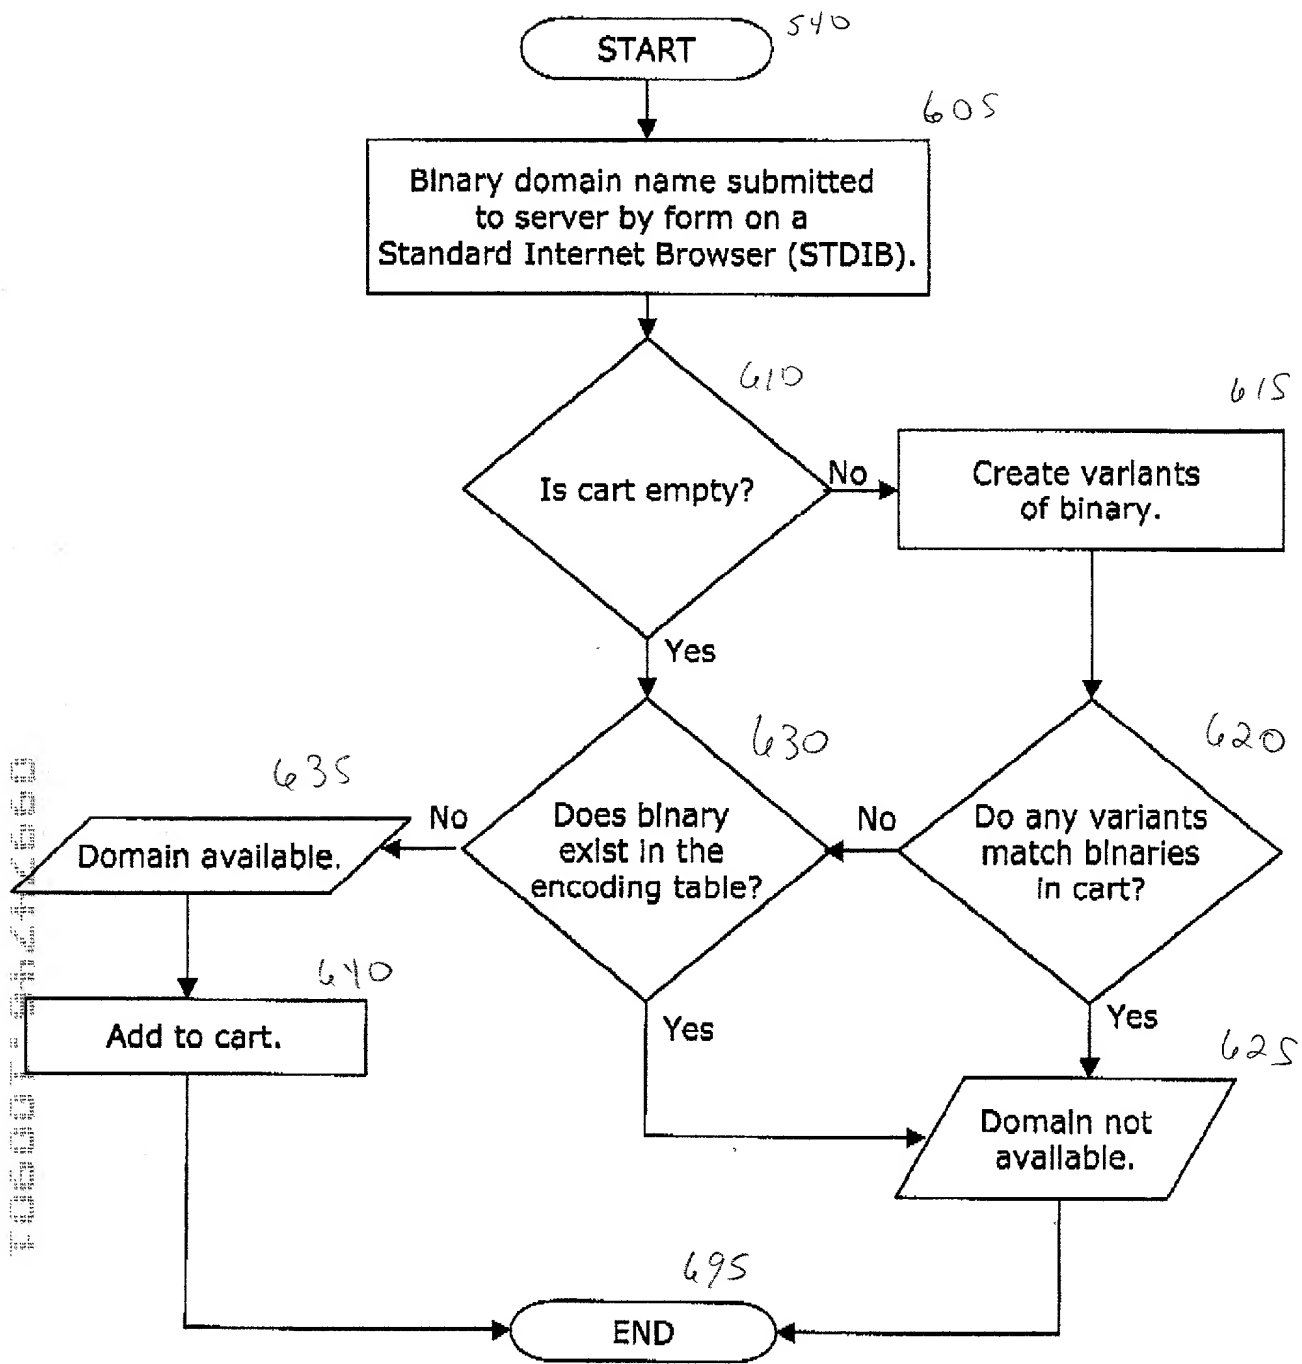 START
540
605
Binary domain name submitted
to server by form on a
Standard Internet Browser (STDIB).
610
Is cart empty?
No
615
Create variants
of binary.
Yes
630
Does binary
exist in the
encoding table?
620
Do any variants
match binaries
in cart?
No
No
635
Domain available.
640
Add to cart.
Yes
Yes
625
Domain not
available.
695
END